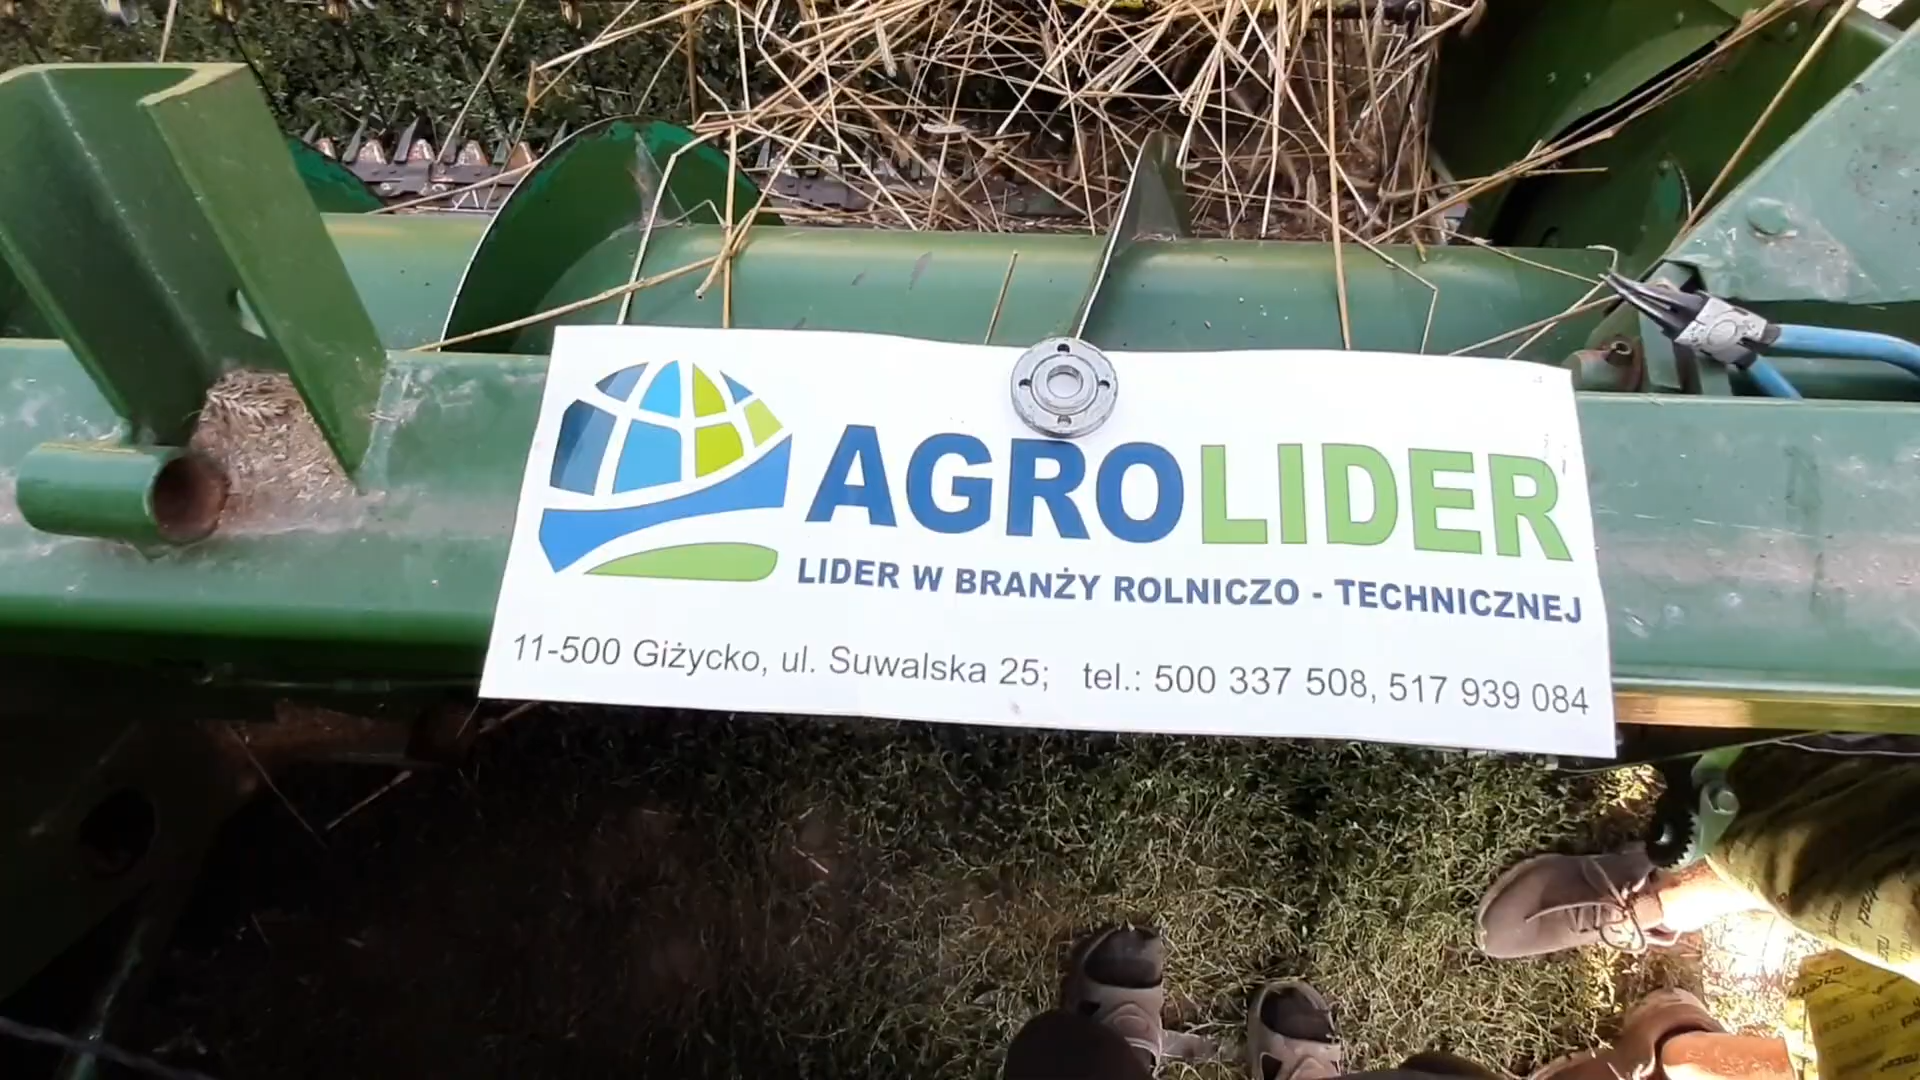 AGROLIDER
LIDER W BRANŻY ROLNICZO - TECHNICZNEJ
11-500 Giżycko, ul. Suwalska 25; tel.: 500 337 508, 517 939 084